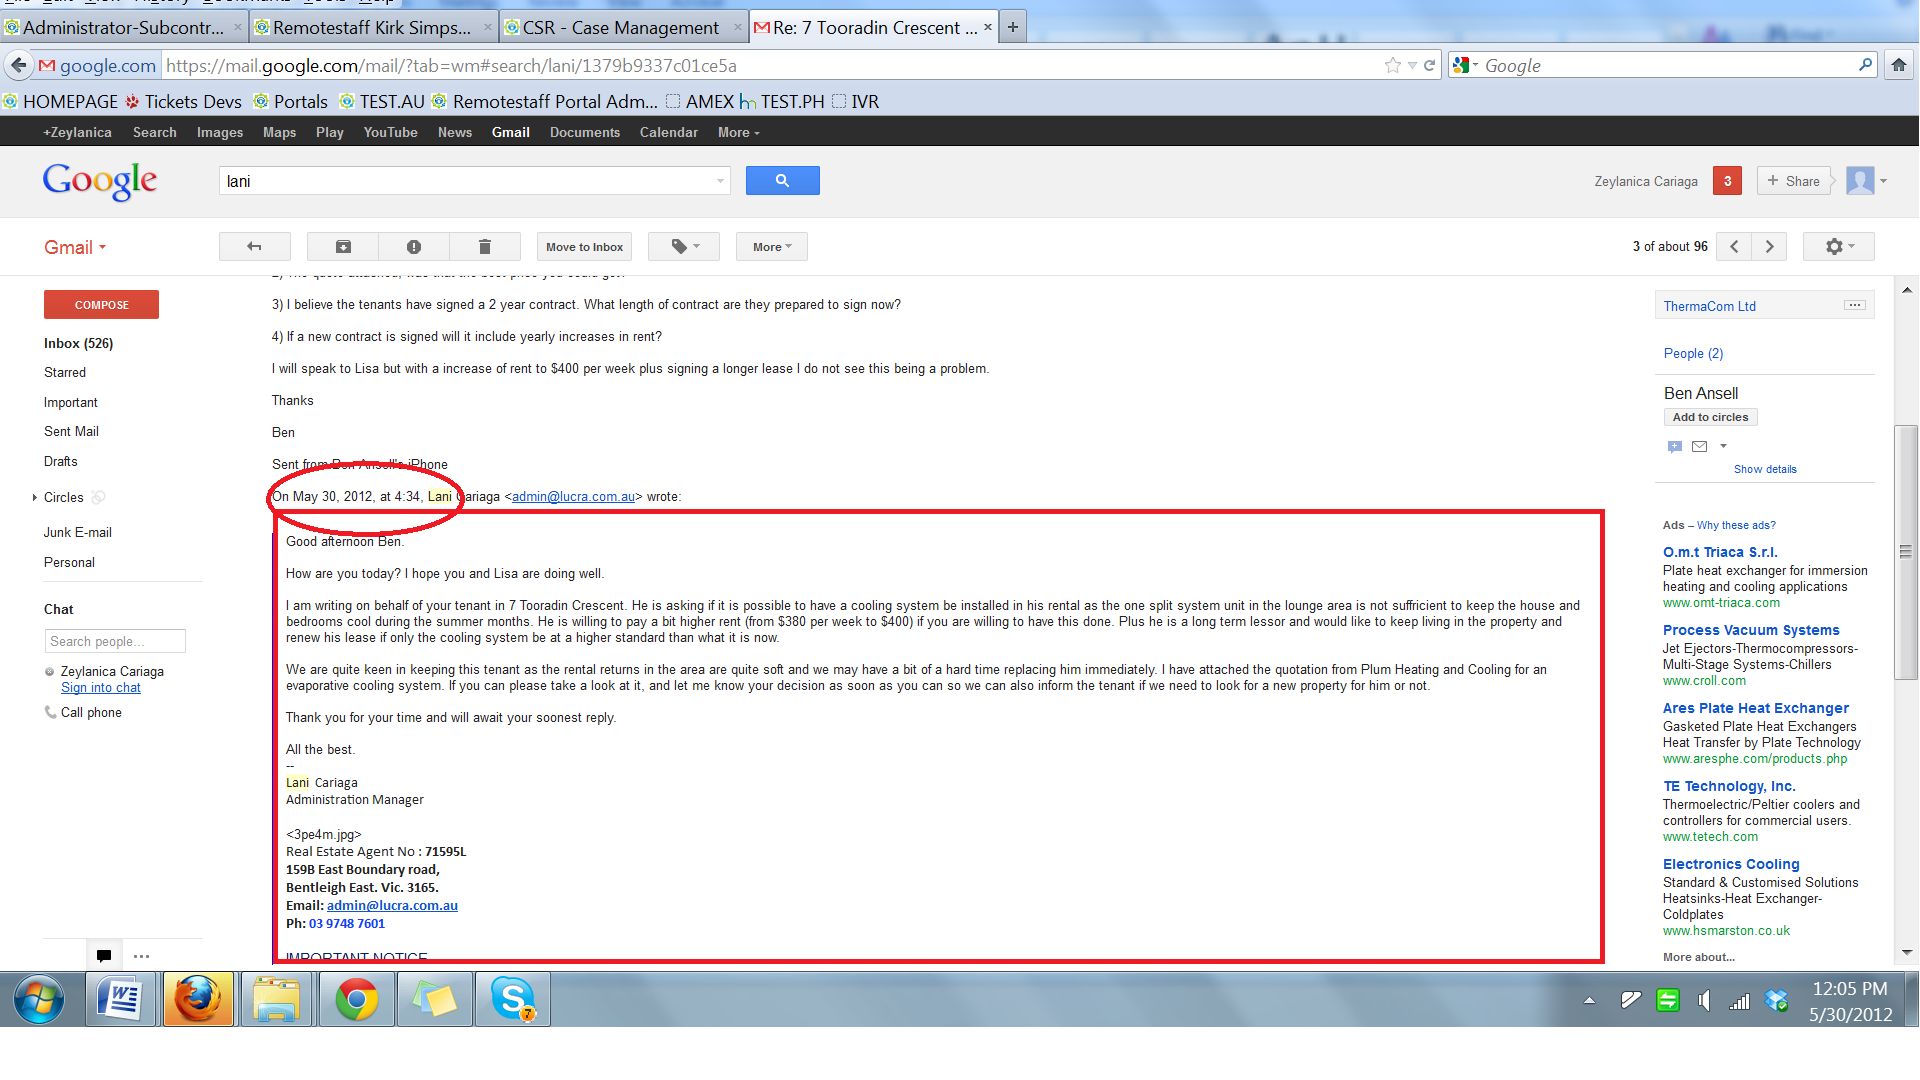 Edit View History Bookmarks Tools Help
Administrator-Subcontr... × Remotestaff Kirk Simps... × CSR - Case Management × Re: 7 Tooradin Crescent ... × +
google.com https://mail.google.com/mail/?tab=wm#search/lani/1379b9337c01ce5a Google
HOMEPAGE Tickets Devs Portals TEST.AU Remotestaff Portal Adm... AMEX TEST.PH IVR
+Zeylanica Search Images Maps Play YouTube News Gmail Documents Calendar More
Google lani Zeylanica Cariaga 3 + Share
Gmail Move to Inbox More 3 of about 96
COMPOSE
Inbox (526)
Starred
Important
Sent Mail
Drafts
Circles
Junk E-mail
Personal
Chat
Search people...
Zeylanica Cariaga
Sign into chat
Call phone
2) The quote attached, was that the best price you could get?
3) I believe the tenants have signed a 2 year contract. What length of contract are they prepared to sign now?
4) If a new contract is signed will it include yearly increases in rent?
I will speak to Lisa but with a increase of rent to $400 per week plus signing a longer lease I do not see this being a problem.
Thanks
Ben
Sent from Ben Ansell's iPhone
On May 30, 2012, at 4:34, Lani Cariaga <admin@lucra.com.au> wrote:
Good afternoon Ben.
How are you today? I hope you and Lisa are doing well.
I am writing on behalf of your tenant in 7 Tooradin Crescent. He is asking if it is possible to have a cooling system be installed in his rental as the one split system unit in the lounge area is not suffricient to keep the house and
bedrooms cool during the summer months. He is willing to pay a bit higher rent (from $380 per week to $400) if you are willing to have this done. Plus he is a long term lessor and would like to keep living in the property and
renew his lease if only the cooling system be at a higher standard than what it is now.
We are quite keen in keeping this tenant as the rental returns in the area are quite soft and we may have a bit of a hard time replacing him immediately. I have attached the quotation from Plum Heating and Cooling for an
evaporative cooling system. If you can please take a look at it, and let me know your decision as soon as you can so we can also inform the tenant if we need to look for a new property for him or not.
Thank you for your time and will await your soonest reply.
All the best.
--
Lani Cariaga
Administration Manager
<3pe4m.jpg>
Real Estate Agent No : 71595L
159B East Boundary road,
Bentleigh East. Vic. 3165.
Email: admin@lucra.com.au
Ph: 03 9748 7601
IMPORTANT NOTICE
ThermaCom Ltd
People (2)
Ben Ansell
Add to circles
Show details
Ads – Why these ads?
O.m.t Triaca S.r.l.
Plate heat exchanger for immersion
heating and cooling applications
www.omt-triaca.com
Process Vacuum Systems
Jet Ejectors-Thermocompressors-
Multi-Stage Systems-Chillers
www.croll.com
Ares Plate Heat Exchanger
Gasketed Plate Heat Exchangers
Heat Transfer by Plate Technology
www.aresphe.com/products.php
TE Technology, Inc.
Thermoelectric/Peltier coolers and
controllers for commercial users.
www.tetech.com
Electronics Cooling
Standard & Customised Solutions
Heatsinks-Heat Exchanger-
Coldplates
www.hsmarston.co.uk
More about...
7
12:05 PM
5/30/2012